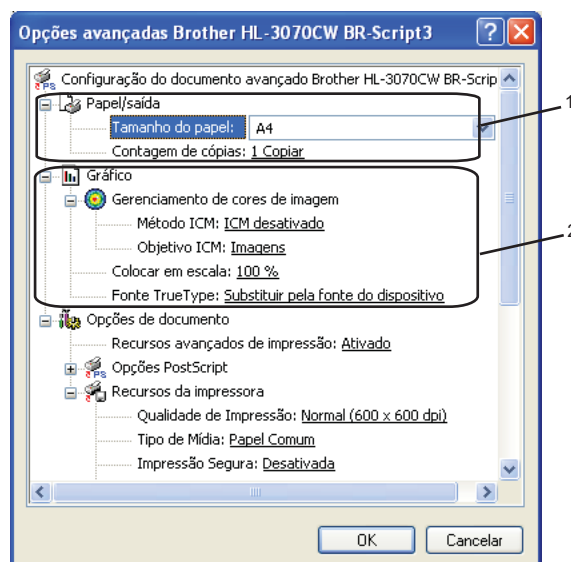 Opções avançadas Brother HL-3070CW BR-Script3
Configuração do documento avançado Brother HL-3070CW BR-Scrip
Papel/saída
1
Tamanho do papel: A4
Contagem de cópias: 1 Copiar
Gráfico
Gerenciamento de cores de imagem
Método ICM: ICM desativado
2
Objetivo ICM: Imagens
Colocar em escala: 100 %
Fonte TrueType: Substituir pela fonte do dispositivo
Opções de documento
Recursos avançados de impressão: Ativado
Opções PostScript
Recursos da impressora
Qualidade de Impressão: Normal (600 x 600 dpi)
Tipo de Mídia: Papel Comum
Impressão Segura: Desativada
OK Cancelar